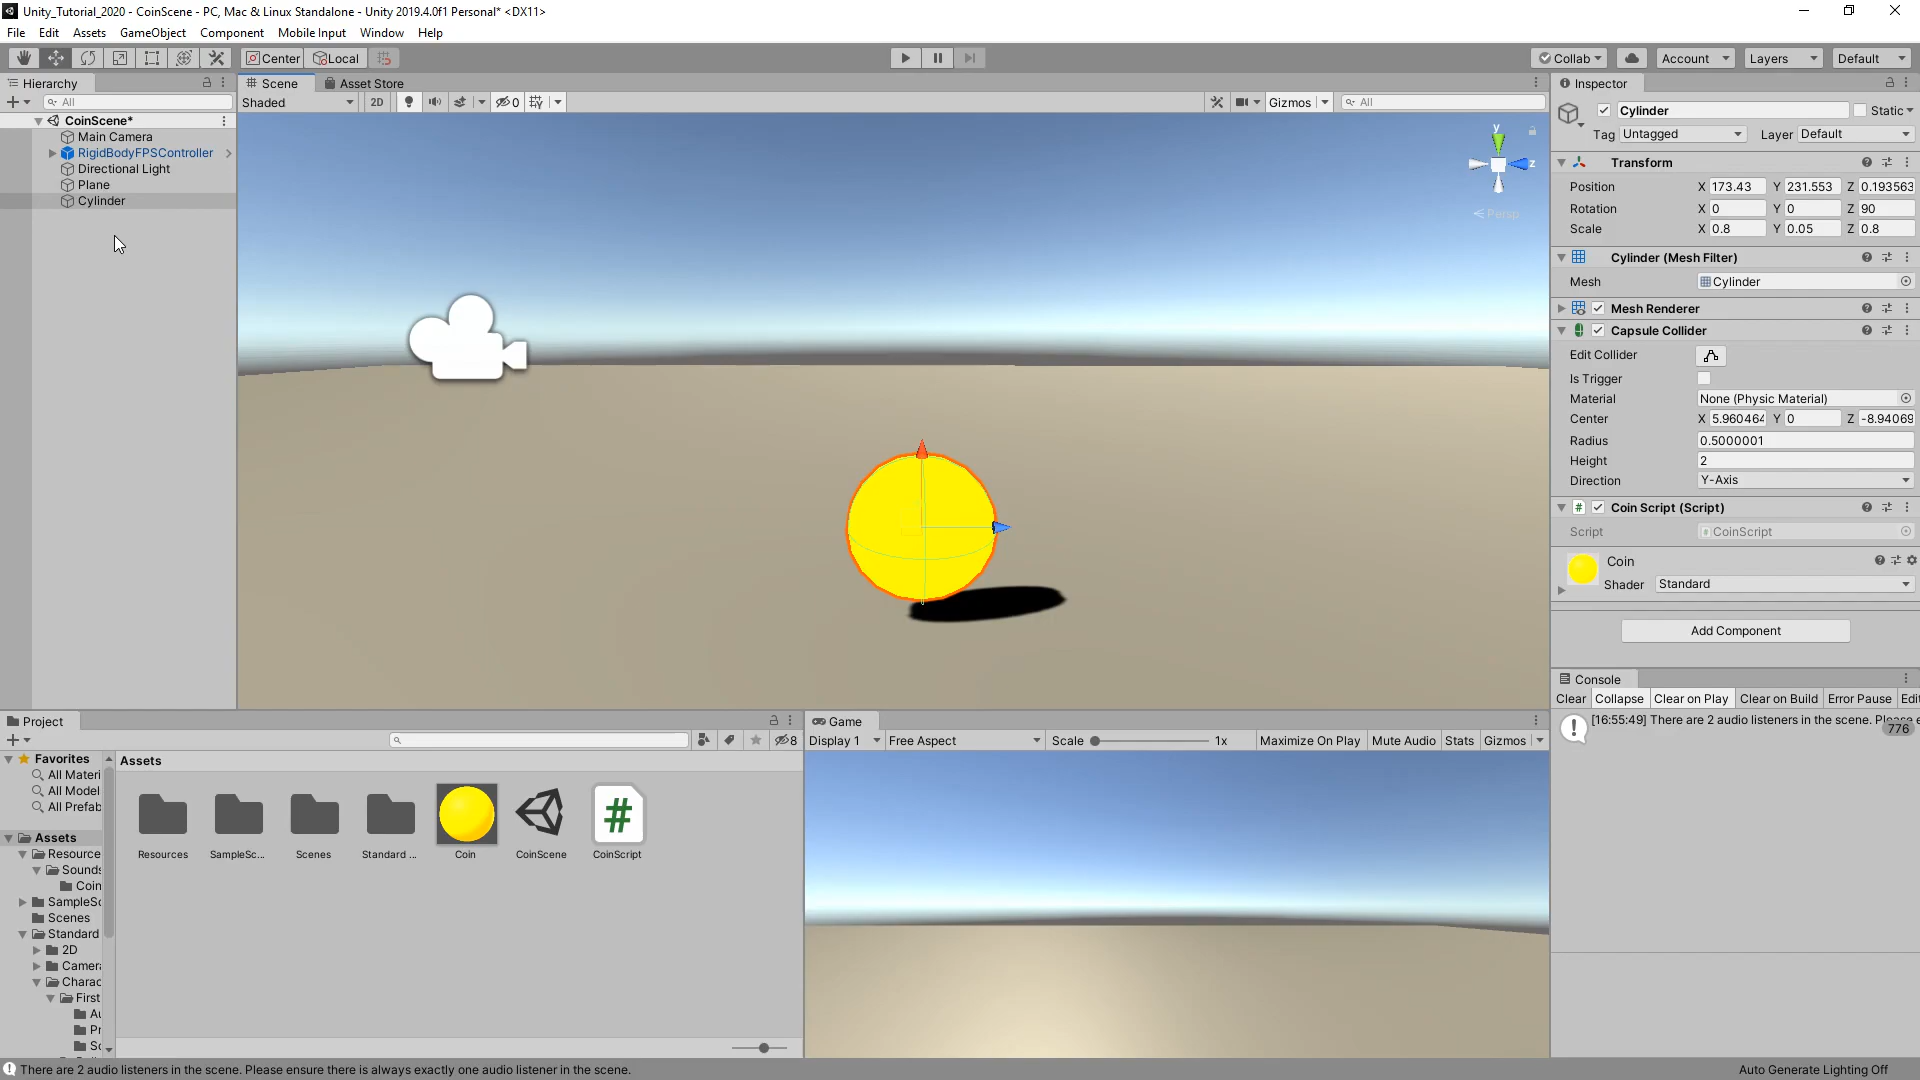 Unity_Tutorial_2020 - CoinScene - PC, Mac & Linux Standalone - Unity 2019.4.0f1 Personal* <DX11>
File Edit Assets GameObject Component Mobile Input Window Help
Center Local Collab Account Layers Default
Hierarchy
All
CoinScene*
Main Camera
RigidBodyFPSController
Directional Light
Plane
Cylinder
Scene Asset Store
Shaded 2D 0 Gizmos All
y
z
Persp
Inspector
Cylinder Static
Tag Untagged Layer Default
Transform
Position X 173.43 Y 231.553 Z 0.193563
Rotation X 0 Y 0 Z 90
Scale X 0.8 Y 0.05 Z 0.8
Cylinder (Mesh Filter)
Mesh Cylinder
Mesh Renderer
Capsule Collider
Edit Collider
Is Trigger
Material None (Physic Material)
Center X 5.960464 Y 0 Z -8.94069
Radius 0.5000001
Height 2
Direction Y-Axis
Coin Script (Script)
Script CoinScript
Coin
Shader Standard
Add Component
Console
Clear Collapse Clear on Play Clear on Build Error Pause Edi
[16:55:49] There are 2 audio listeners in the scene. Please e
776
Project
8
Favorites
All Materi
All Model
All Prefab
Assets
Resource
Sounds
Coin
SampleSc
Scenes
Standard
2D
Camera
Charac
First
Au
Pr
Sc
Assets
Resources SampleSc... Scenes Standard ... Coin CoinScene CoinScript
Game
Display 1 Free Aspect Scale 1x Maximize On Play Mute Audio Stats Gizmos
There are 2 audio listeners in the scene. Please ensure there is always exactly one audio listener in the scene.
Auto Generate Lighting Off